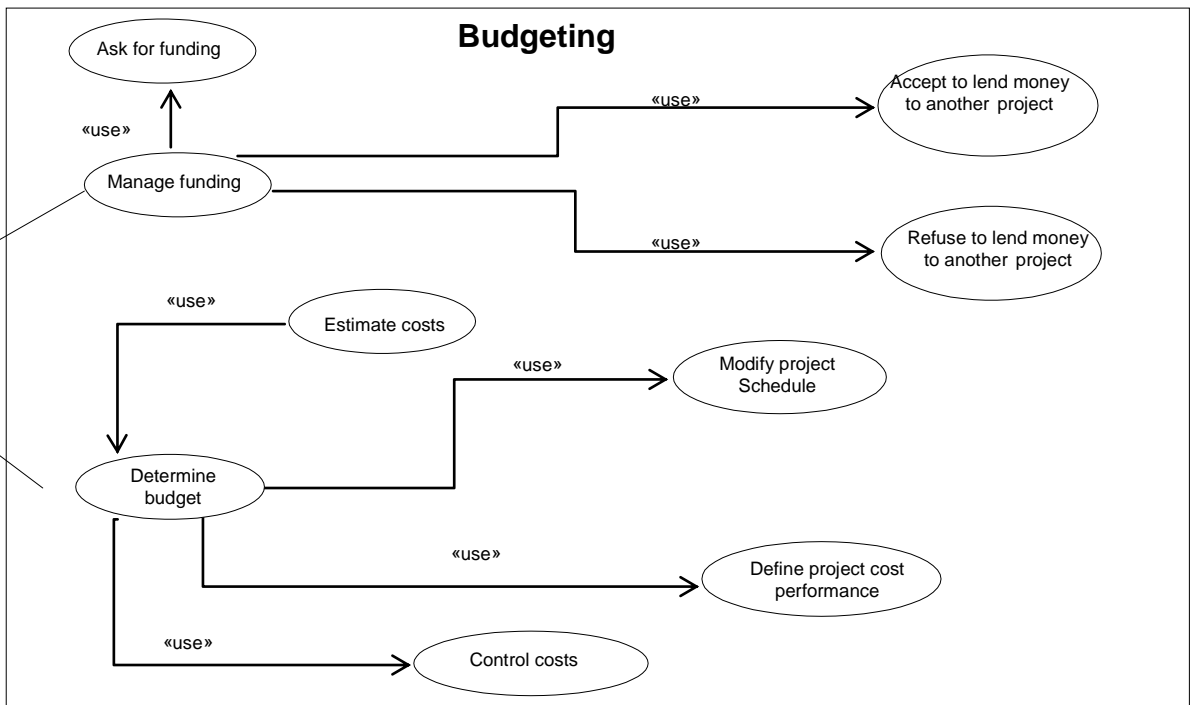 Budgeting
Ask for funding
«use»
Manage funding
«use»
Accept to lend money
to another project
«use»
Refuse to lend money
to another project
«use»
Estimate costs
«use»
Modify project
Schedule
Determine
budget
«use»
Define project cost
performance
«use»
Control costs